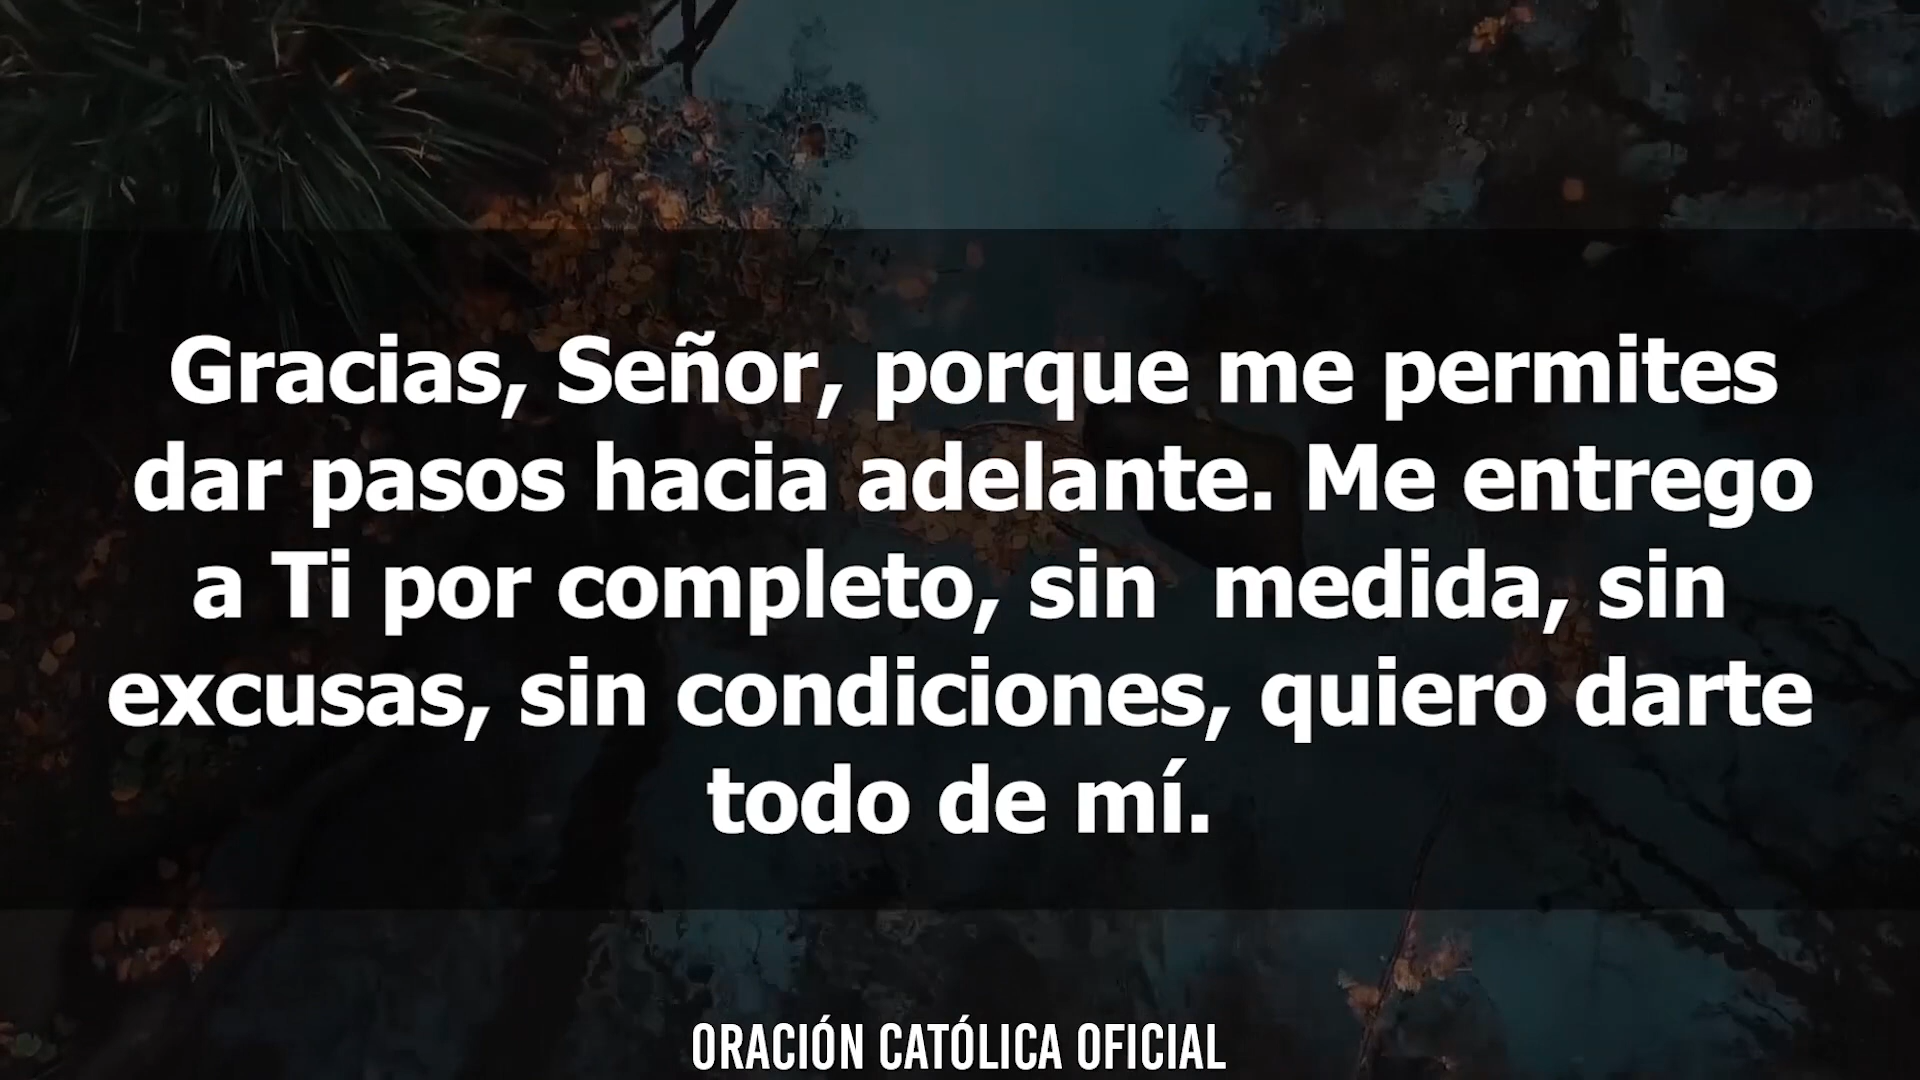 Gracias, Señor, porque me permites
dar pasos hacia adelante. Me entrego
a Ti por completo, sin  medida, sin
excusas, sin condiciones, quiero darte
todo de mí.
ORACIÓN CATÓLICA OFICIAL